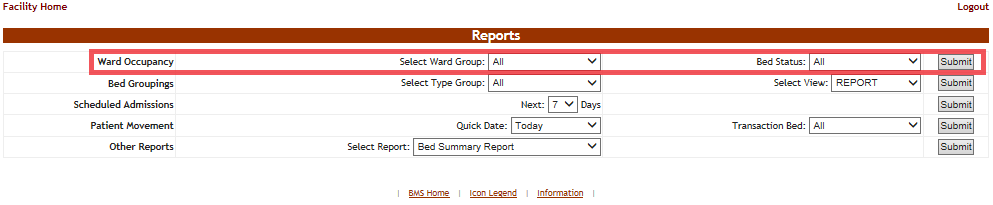 Facility Home Logout
Reports
Ward Occupancy Select Ward Group: All Bed Status: All Submit
Bed Groupings Select Type Group: All Select View: REPORT Submit
Scheduled Admissions Next: 7 Days Submit
Patient Movement Quick Date: Today Transaction Bed: All Submit
Other Reports Select Report: Bed Summary Report Submit
| BMS Home | Icon Legend | Information |